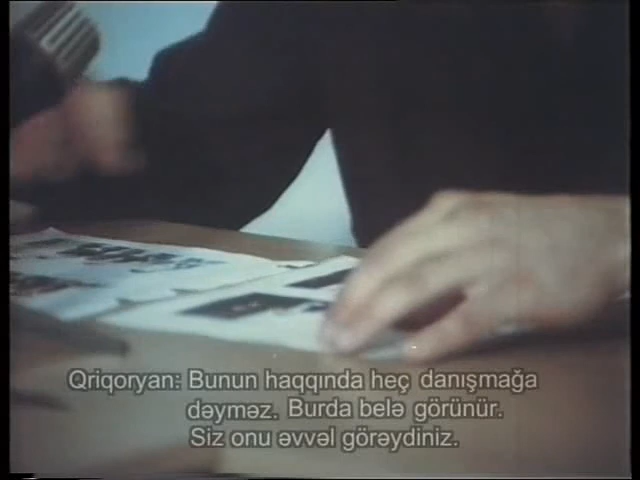 Qriqoryan: Bunun haqqında heç danışmağa
dəyməz. Burda belə görünür.
Siz onu əvvəl görəydiniz.